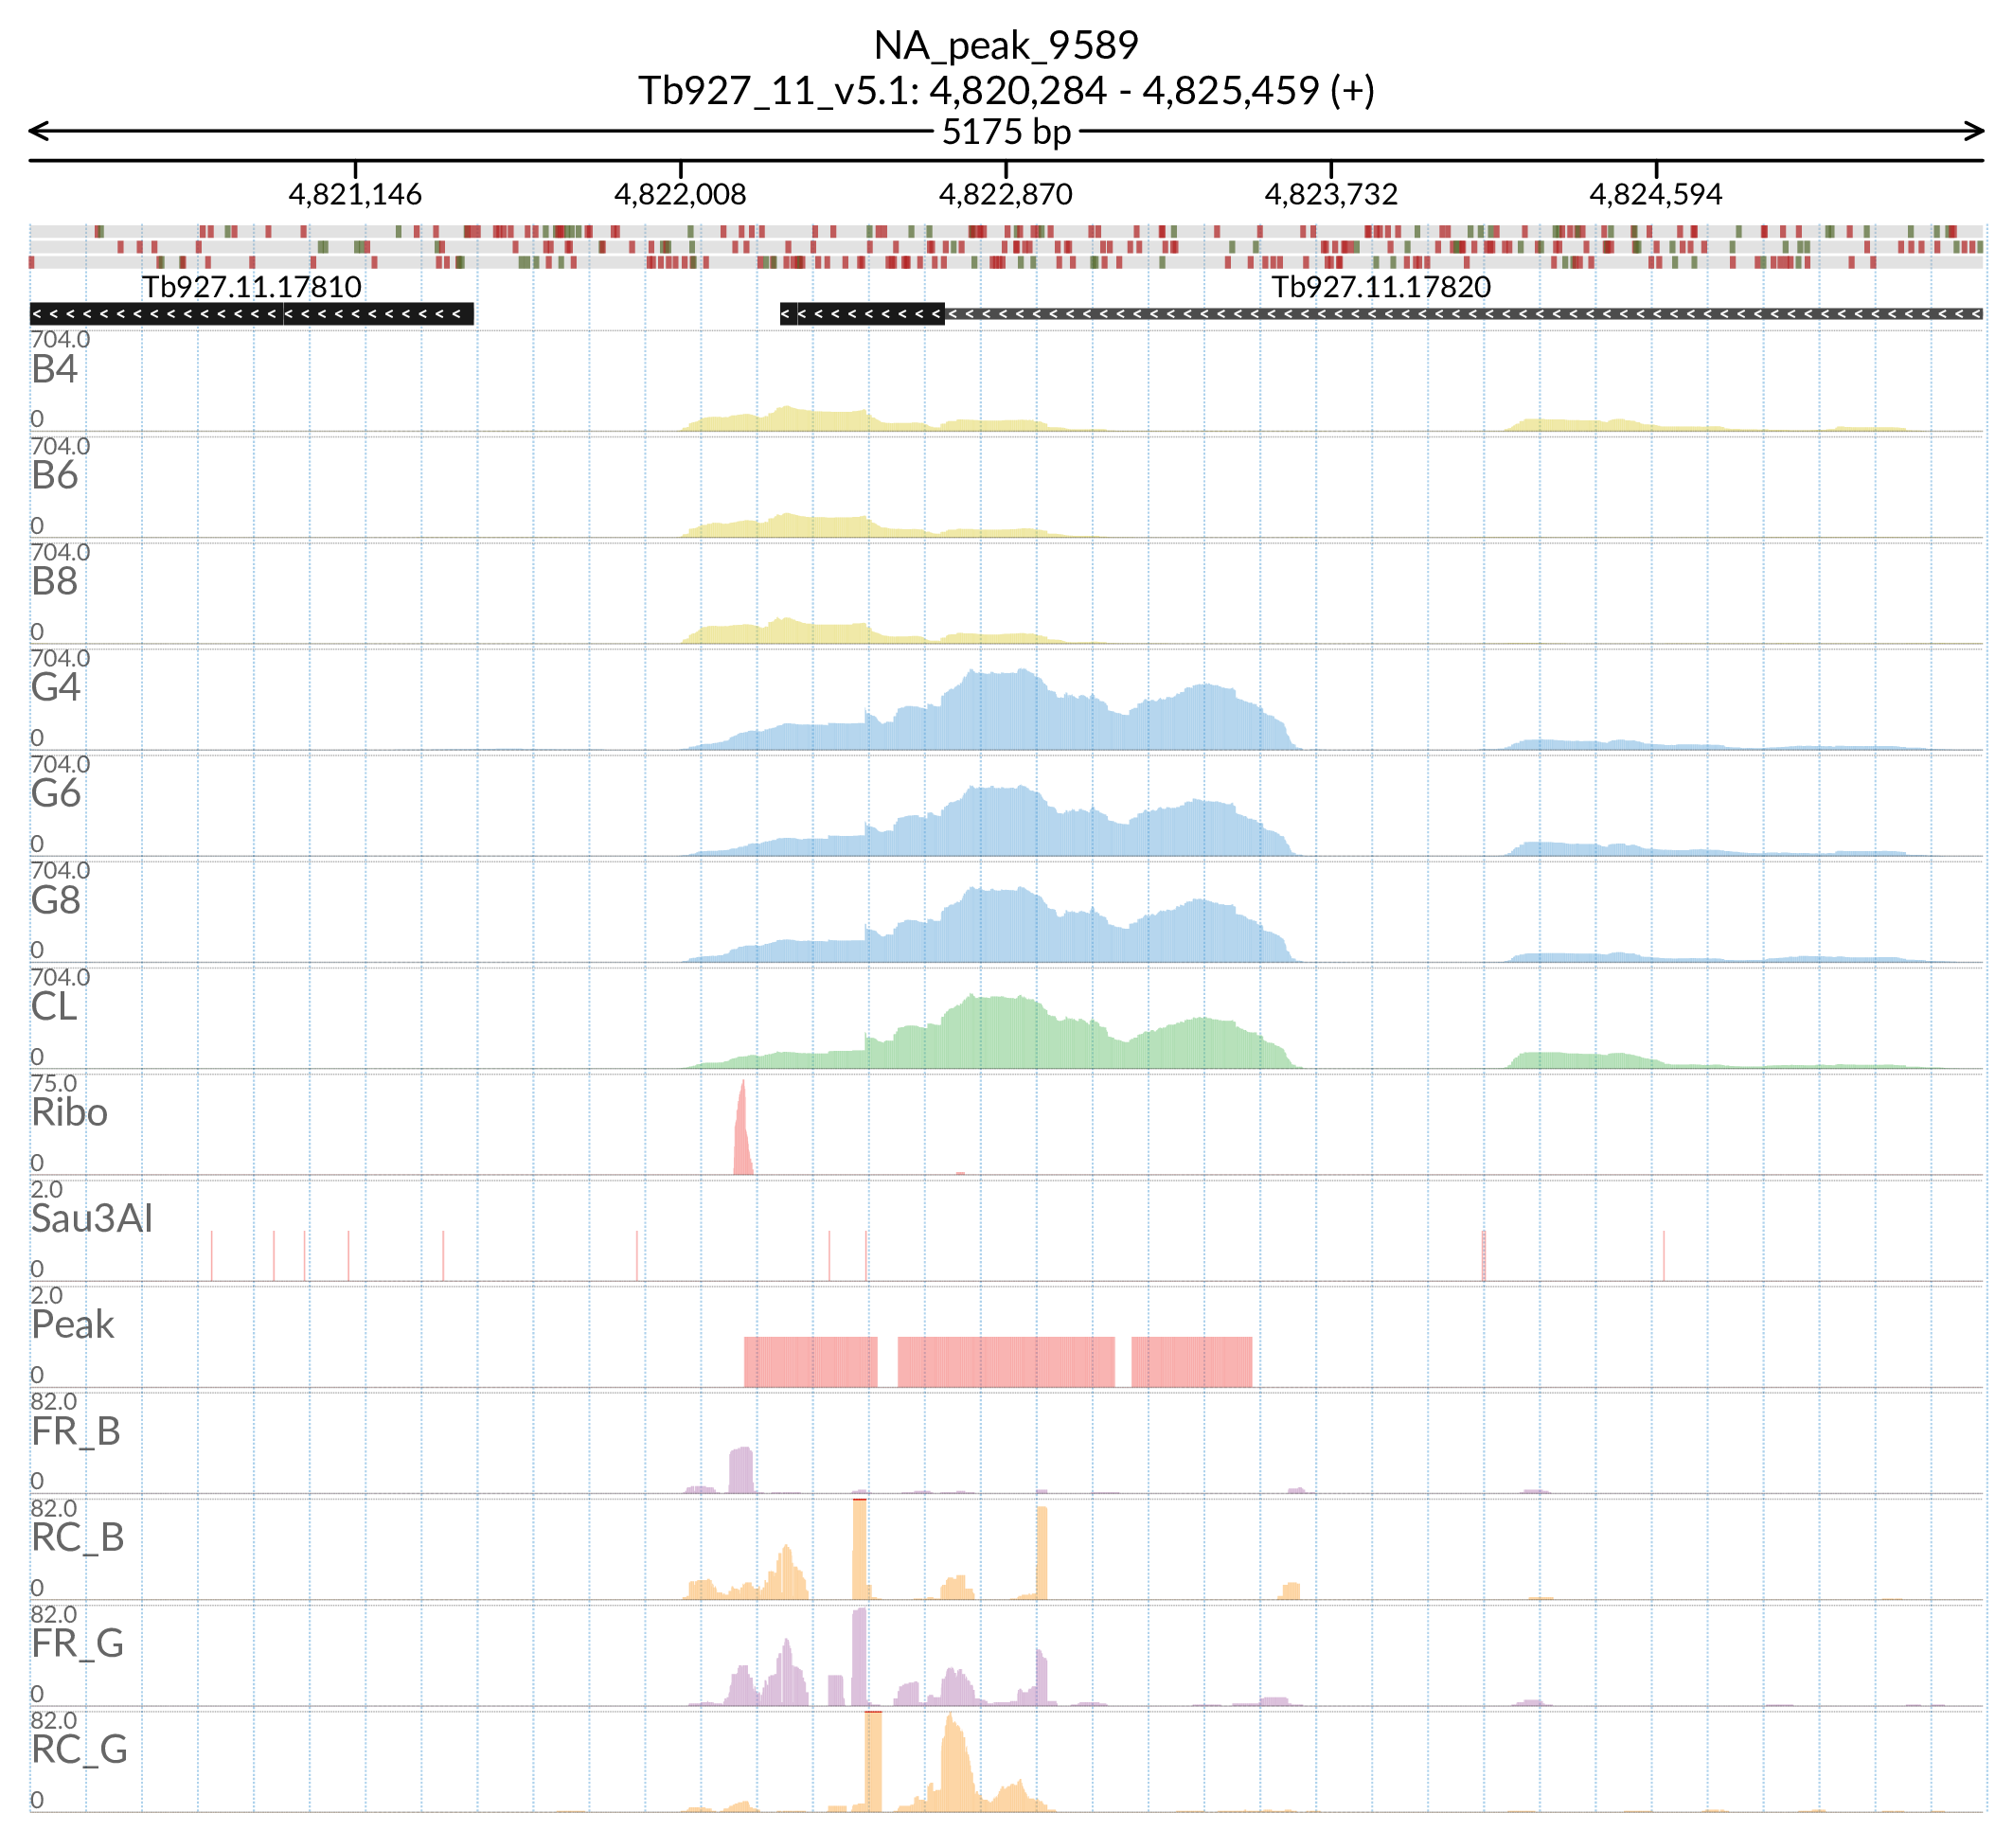 NA_peak_9589
Tb927_11_v5.1: 4,820,284 - 4,825,459 (+)
5175 bp
4,821,146 4,822,008 4,822,870 4,823,732 4,824,594
Tb927.11.17810 Tb927.11.17820
704.0
B4
0
704.0
B6
0
704.0
B8
0
704.0
G4
0
704.0
G6
0
704.0
G8
0
704.0
CL
0
75.0
Ribo
0
2.0
Sau3AI
0
2.0
Peak
0
82.0
FR_B
0
82.0
RC_B
0
82.0
FR_G
0
82.0
RC_G
0